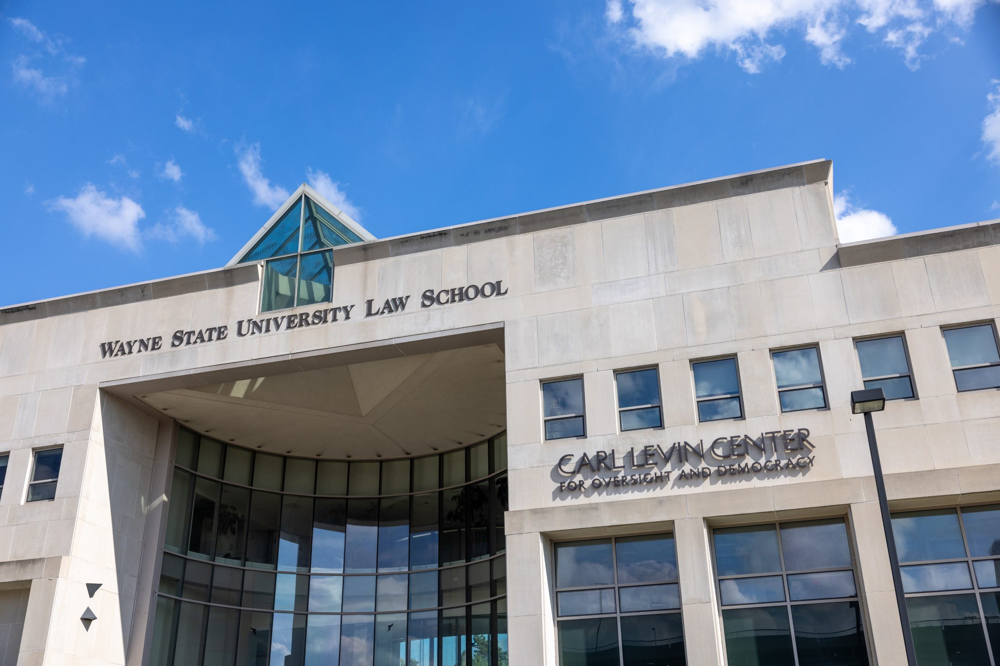 WAYNE STATE UNIVERSITY LAW SCHOOL
CARL LEVIN CENTER
FOR OVERSIGHT AND DEMOCRACY